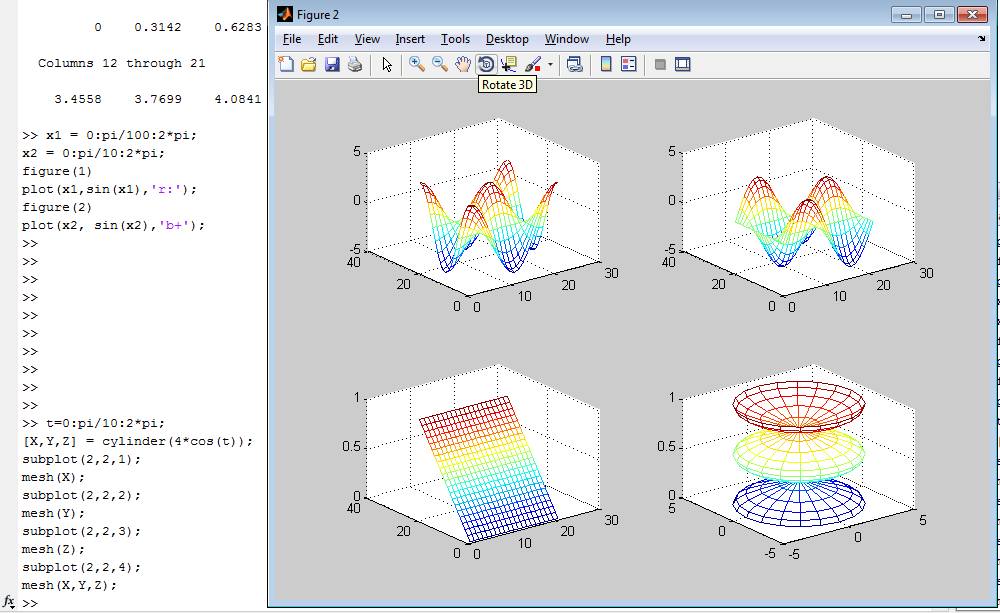 0 0.3142 0.6283
Columns 12 through 21
3.4558 3.7699 4.0841
>> x1 = 0:pi/100:2*pi;
x2 = 0:pi/10:2*pi;
figure(1)
plot(x1,sin(x1),'r:');
figure(2)
plot(x2, sin(x2),'b+');
>>
>>
>>
>>
>>
>>
>>
>>
>>
>>
>> t=0:pi/10:2*pi;
[X,Y,Z] = cylinder(4*cos(t));
subplot(2,2,1);
mesh(X);
subplot(2,2,2);
mesh(Y);
subplot(2,2,3);
mesh(Z);
subplot(2,2,4);
mesh(X,Y,Z);
fx >>
Figure 2
File Edit View Insert Tools Desktop Window Help
Rotate 3D
5
0
-5
40
20
0
0
10
20
30
5
0
-5
40
20
0
0
10
20
30
1
0.5
0
40
20
0
0
10
20
30
1
0.5
0
5
0
-5
-5
0
5